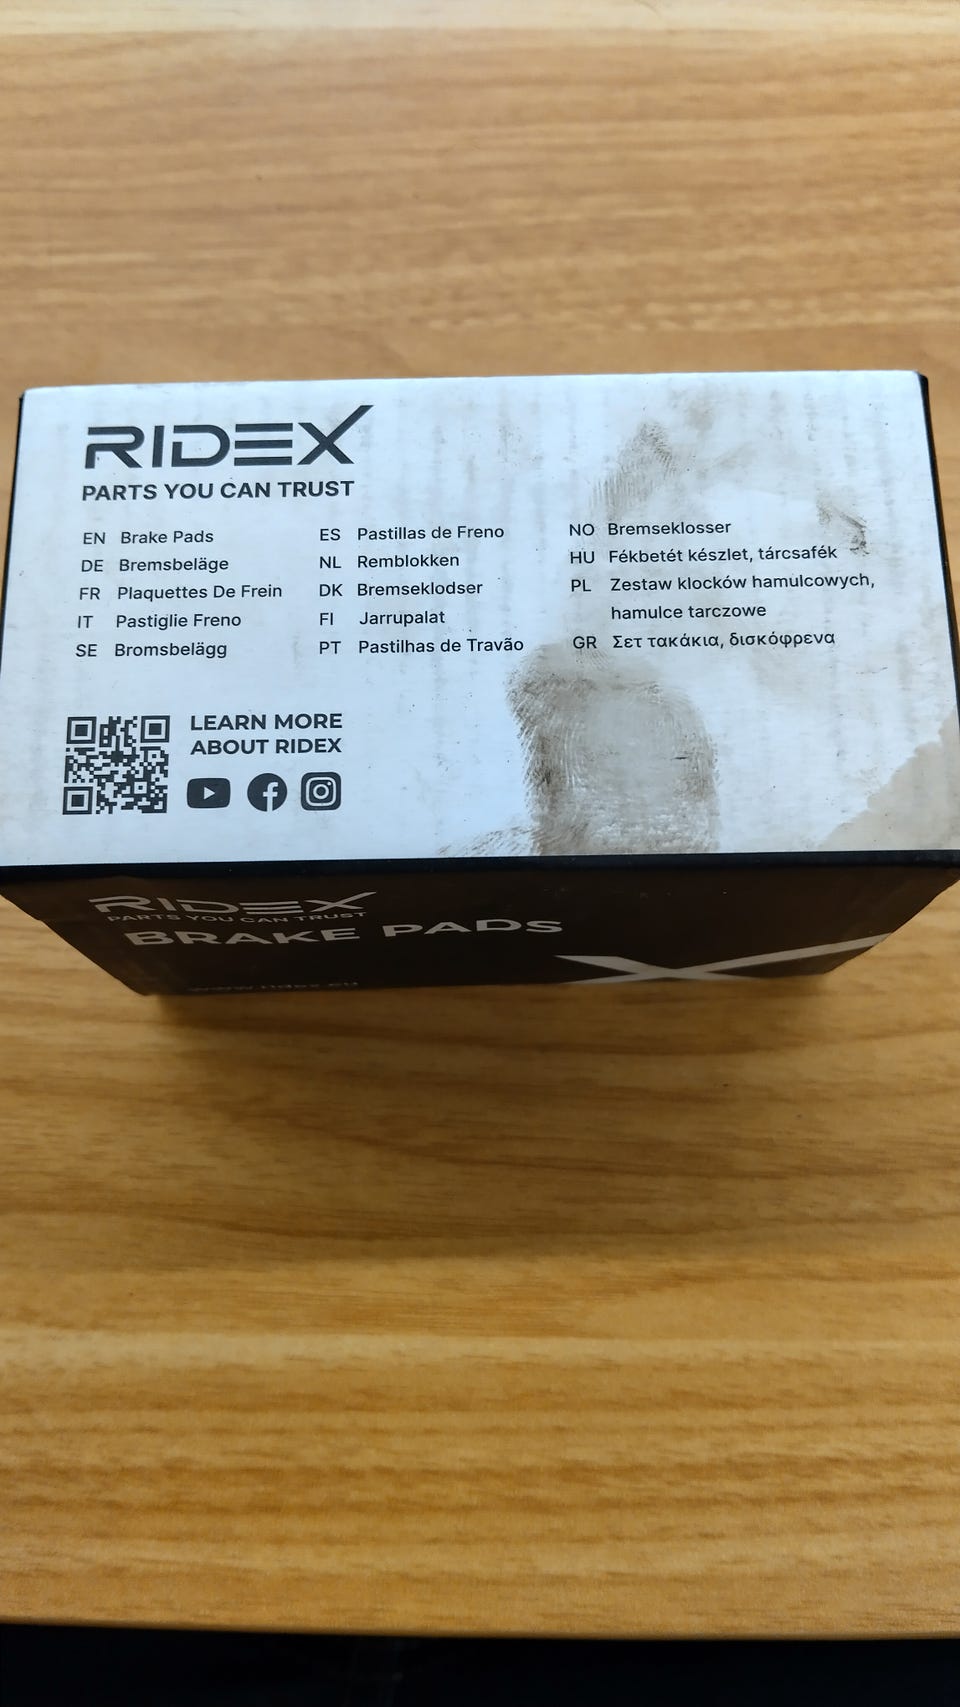 RIDEX
PARTS YOU CAN TRUST
EN Brake Pads
DE Bremsbeläge
FR Plaquettes De Frein
IT Pastiglie Freno
SE Bromsbelägg
ES Pastillas de Freno
NL Remblokken
DK Bremseklodser
FI Jarrupalat
PT Pastilhas de Travão
NO Bremseklosser
HU Fékbetét készlet, tárcsafék
PL Zestaw klocków hamulcowych,
hamulce tarczowe
GR Σετ τακάκια, δισκόφρενα
LEARN MORE
ABOUT RIDEX
RIDEX
PARTS YOU CAN TRUST
BRAKE PADS
www.ridex.eu